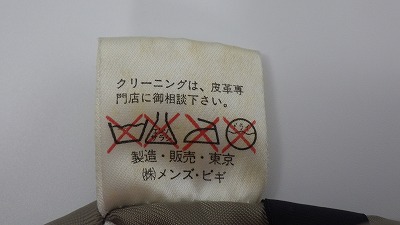 クリーニングは、皮革専
門店に御相談下さい。
製造・販売・東京
㈱メンズ・ビギ